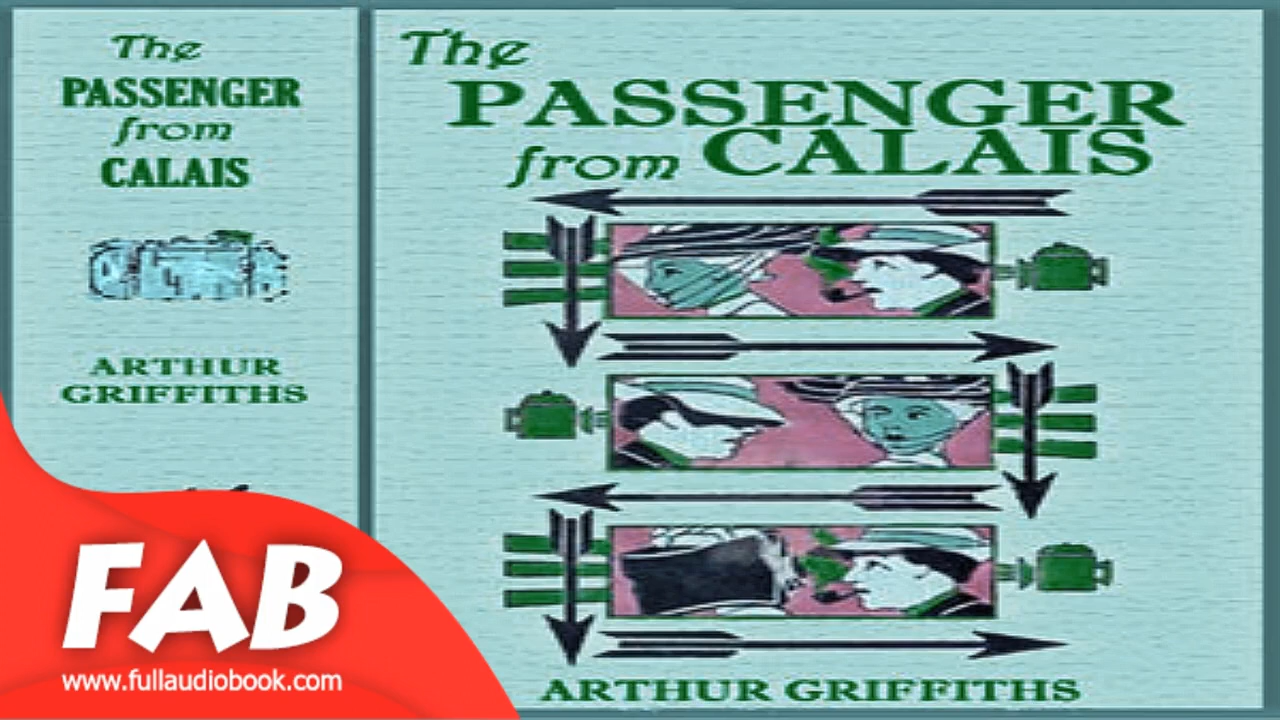 The
PASSENGER
from
CALAIS
ARTHUR
GRIFFITHS
The
PASSENGER
from CALAIS
ARTHUR GRIFFITHS
FAB
www.fullaudiobook.com